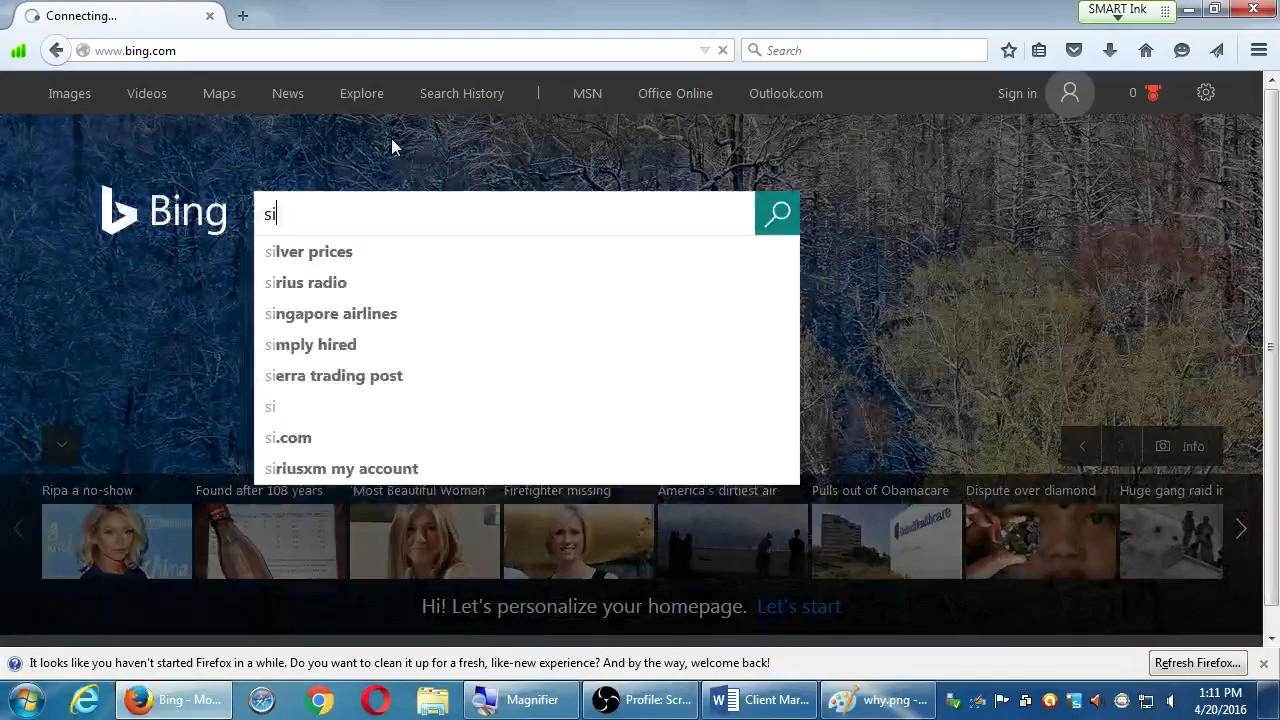 Connecting...
SMART Ink
www.bing.com
Search
Images Videos Maps News Explore Search History | MSN Office Online Outlook.com Sign in 0
Bing
si
silver prices
sirius radio
singapore airlines
simply hired
sierra trading post
si
si.com
siriusxm my account
Info
Ripa a no-show Found after 108 years 'Most Beautiful Woman' Firefighter missing America's dirtiest air Pulls out of Obamacare Dispute over diamond Huge gang raid in
Hi! Let's personalize your homepage. Let's start
It looks like you haven't started Firefox in a while. Do you want to clean it up for a fresh, like-new experience? And by the way, welcome back!
Refresh Firefox...
Bing - Mo... Magnifier Profile: Scr... Client Mar... why.png -...
1:11 PM
4/20/2016